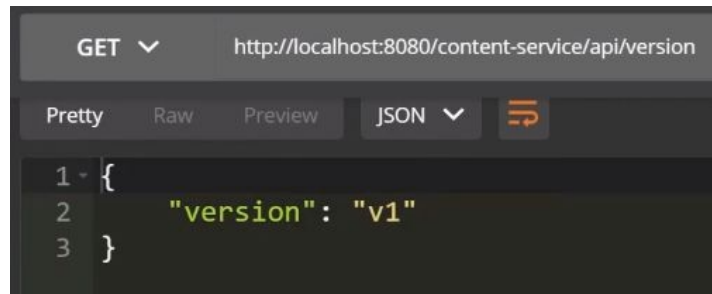 GET http://localhost:8080/content-service/api/version
Pretty Raw Preview JSON
1 {
2 "version": "v1"
3 }